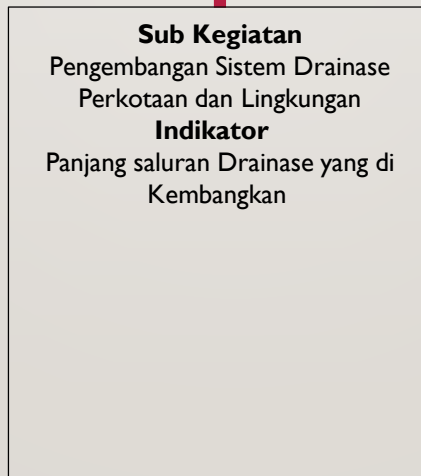 Sub Kegiatan
Pengembangan Sistem Drainase
Perkotaan dan Lingkungan
Indikator
Panjang saluran Drainase yang di
Kembangkan